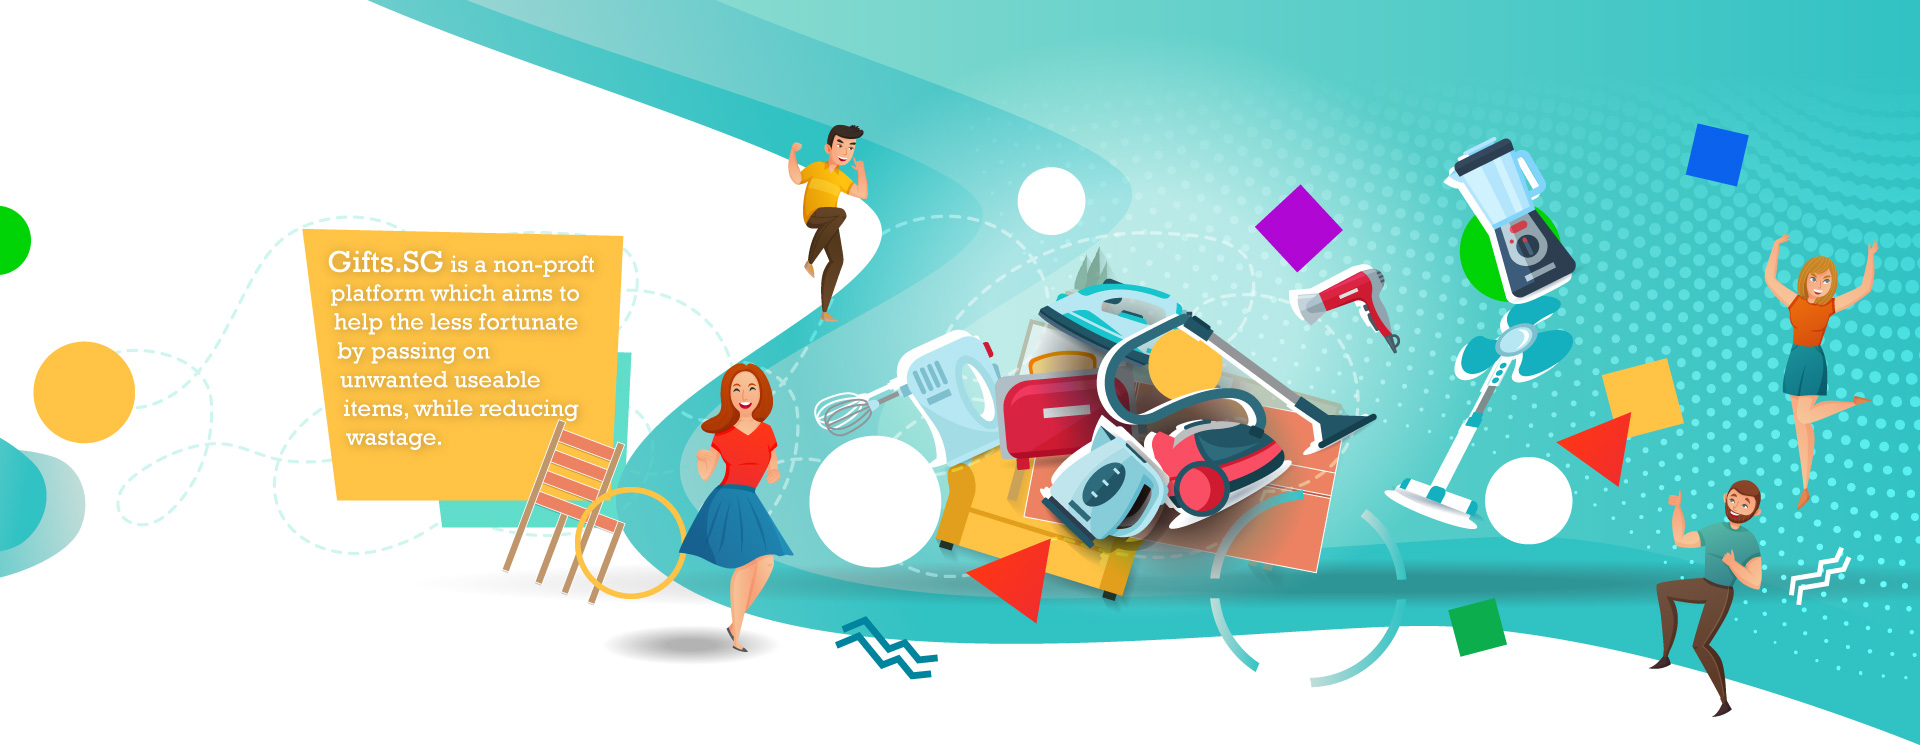 Gifts.SG is a non-proft
platform which aims to
help the less fortunate
by passing on
unwanted useable
items, while reducing
wastage.